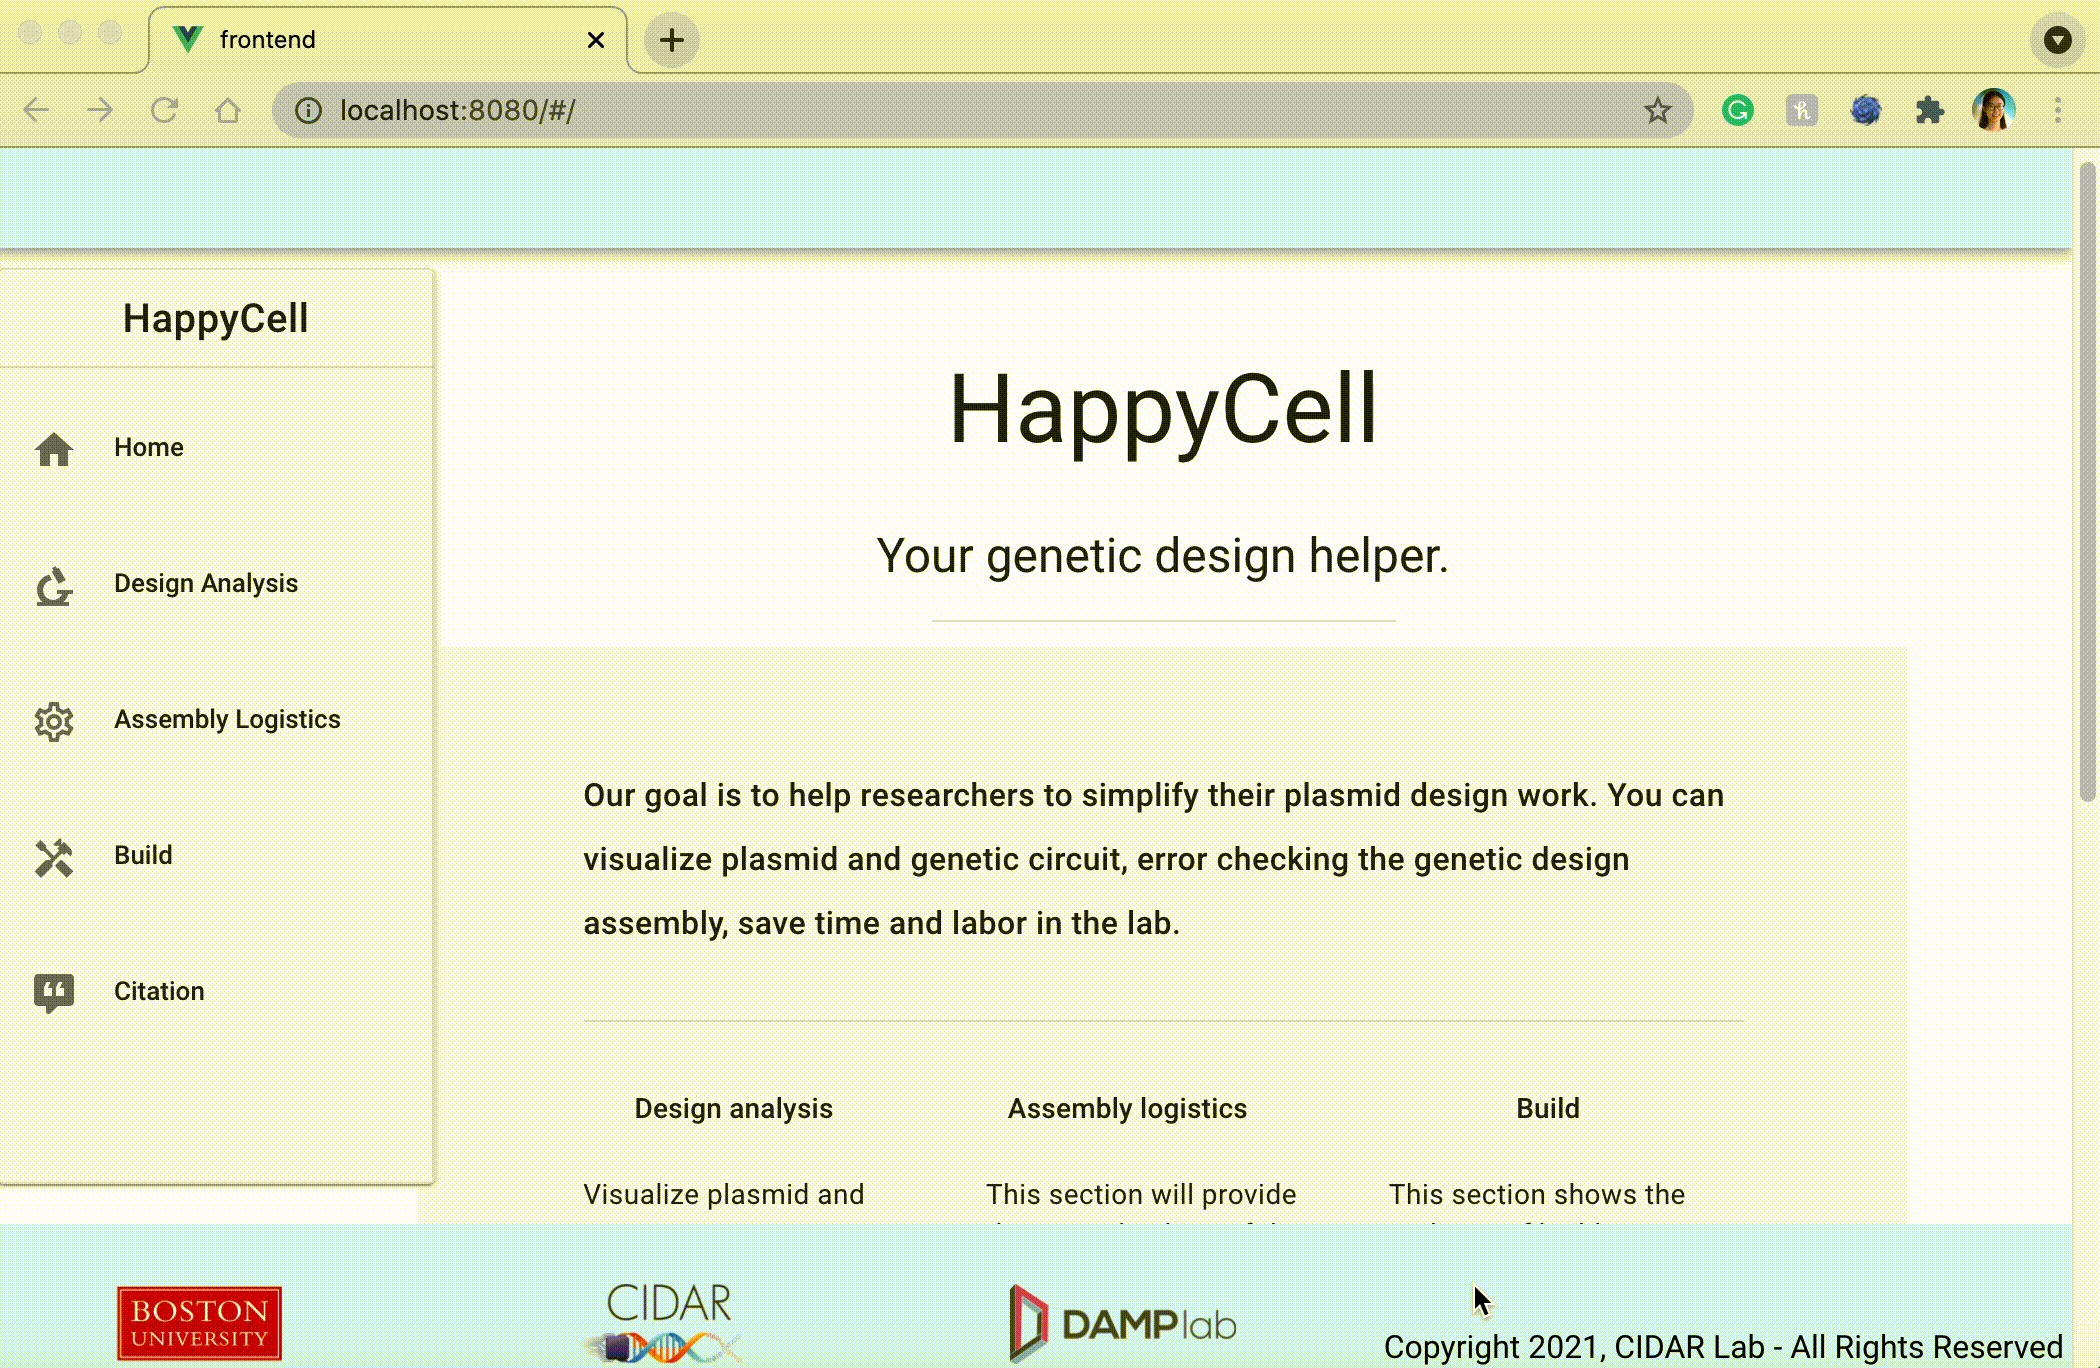 frontend
localhost:8080/#/
HappyCell
Home
Design Analysis
Assembly Logistics
Build
Citation
HappyCell
Your genetic design helper.
Our goal is to help researchers to simplify their plasmid design work. You can
visualize plasmid and genetic circuit, error checking the genetic design
assembly, save time and labor in the lab.
Design analysis
Visualize plasmid and
Assembly logistics
This section will provide
Build
This section shows the
BOSTON
UNIVERSITY
CIDAR
DAMPlab
Copyright 2021, CIDAR Lab - All Rights Reserved